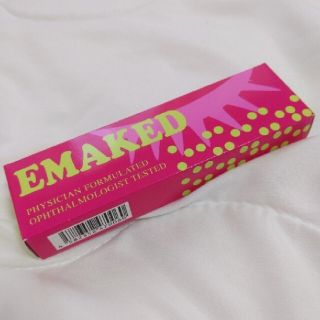 EMAKED
PHYSICIAN FORMULATED
OPHTHALMOLOGIST TESTED